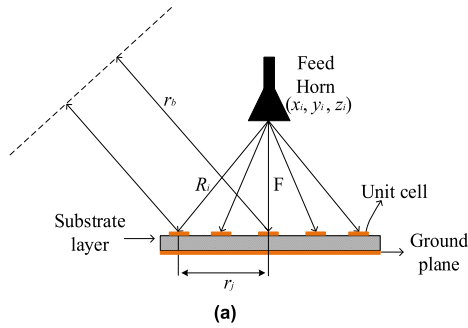 Feed
Horn
(xi, yi, zi)
rb
Ri
F
Unit cell
Substrate
layer
Ground
plane
rj
(a)